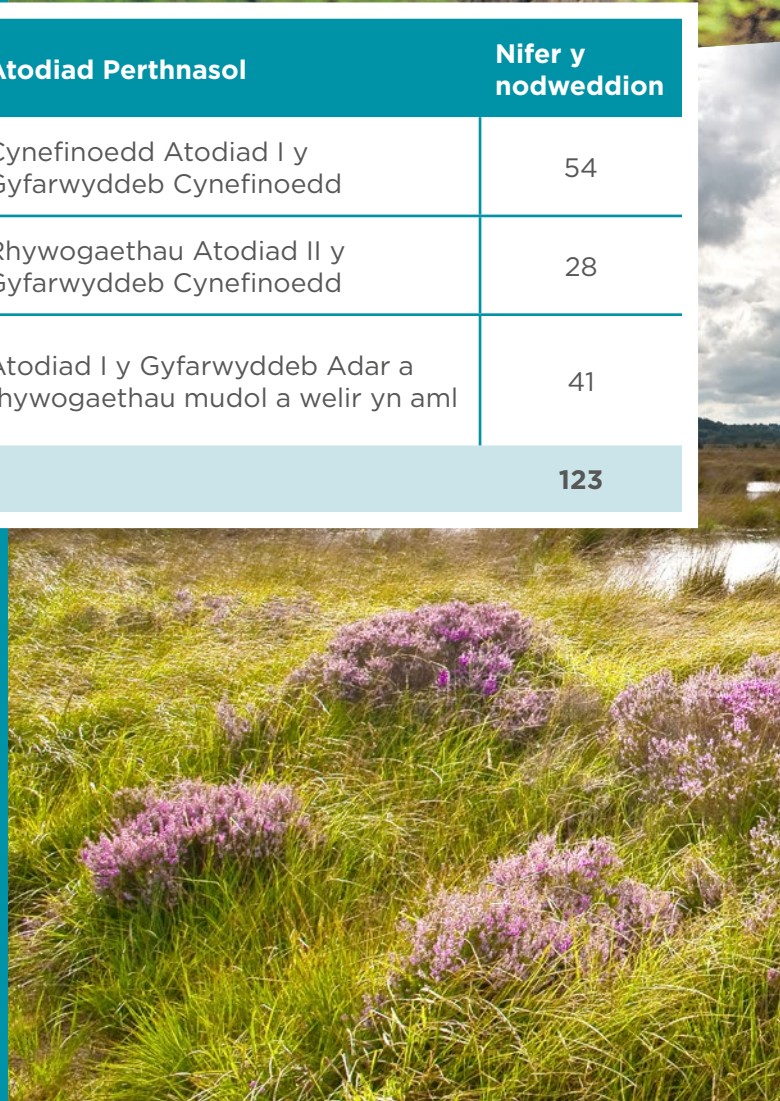 Atodiad Perthnasol
Nifer y
nodweddion
Cynefinoedd Atodiad I y
Gyfarwyddeb Cynefinoedd
54
Rhywogaethau Atodiad II y
Gyfarwyddeb Cynefinoedd
28
Atodiad I y Gyfarwyddeb Adar a
rhywogaethau mudol a welir yn aml
41
123